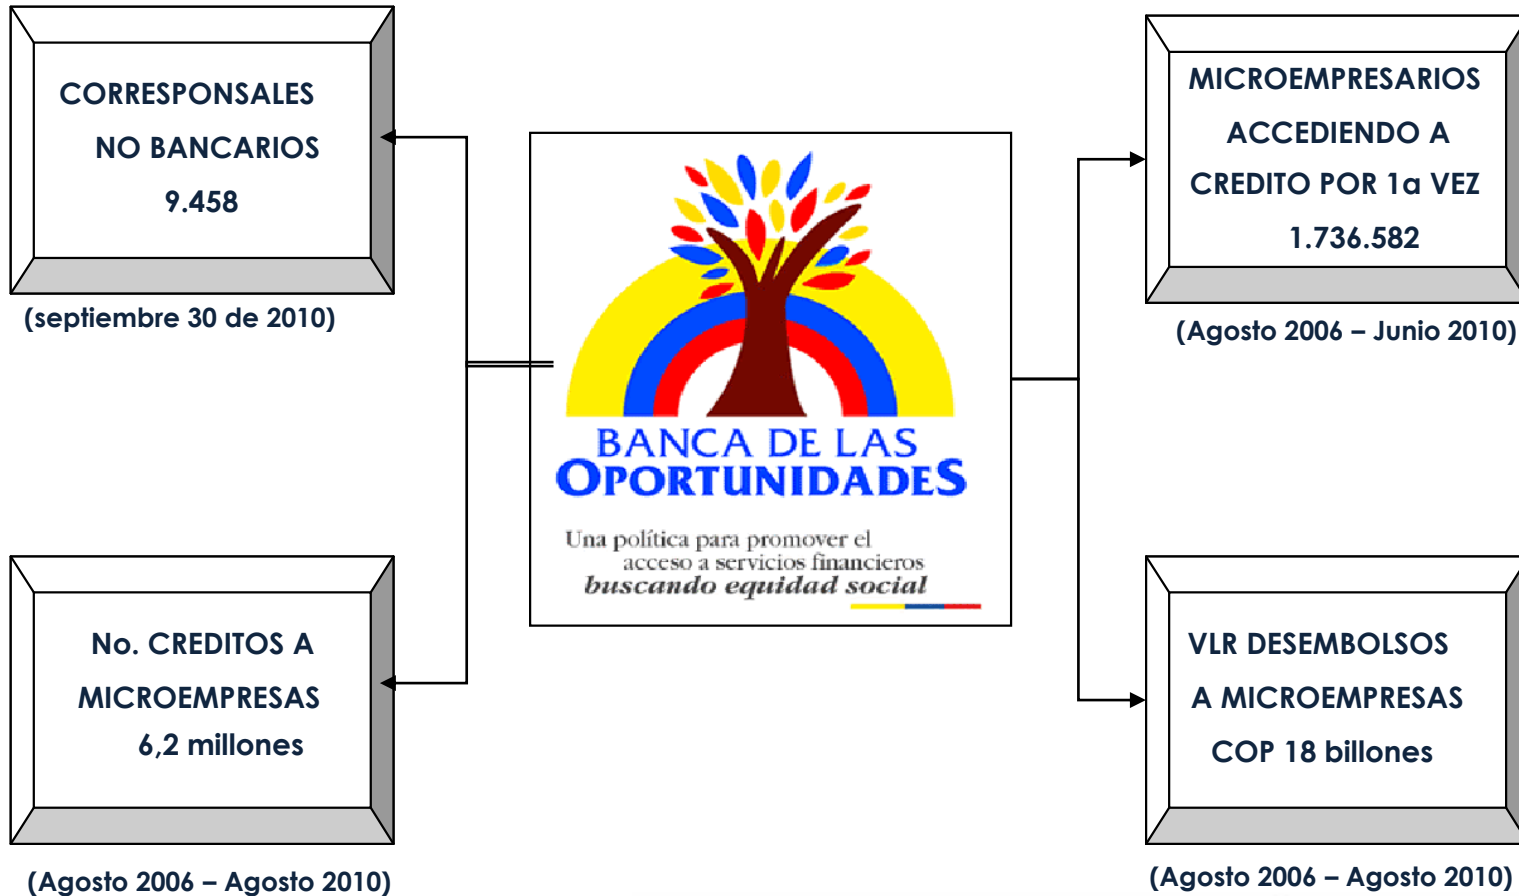 CORRESPONSALES
NO BANCARIOS
9.458
(septiembre 30 de 2010)
MICROEMPRESARIOS
ACCEDIENDO A
CREDITO POR 1a VEZ
1.736.582
(Agosto 2006 – Junio 2010)
BANCA DE LAS
OPORTUNIDADES
Una política para promover el
acceso a servicios financieros
buscando equidad social
No. CREDITOS A
MICROEMPRESAS
6,2 millones
(Agosto 2006 – Agosto 2010)
VLR DESEMBOLSOS
A MICROEMPRESAS
COP 18 billones
(Agosto 2006 – Agosto 2010)